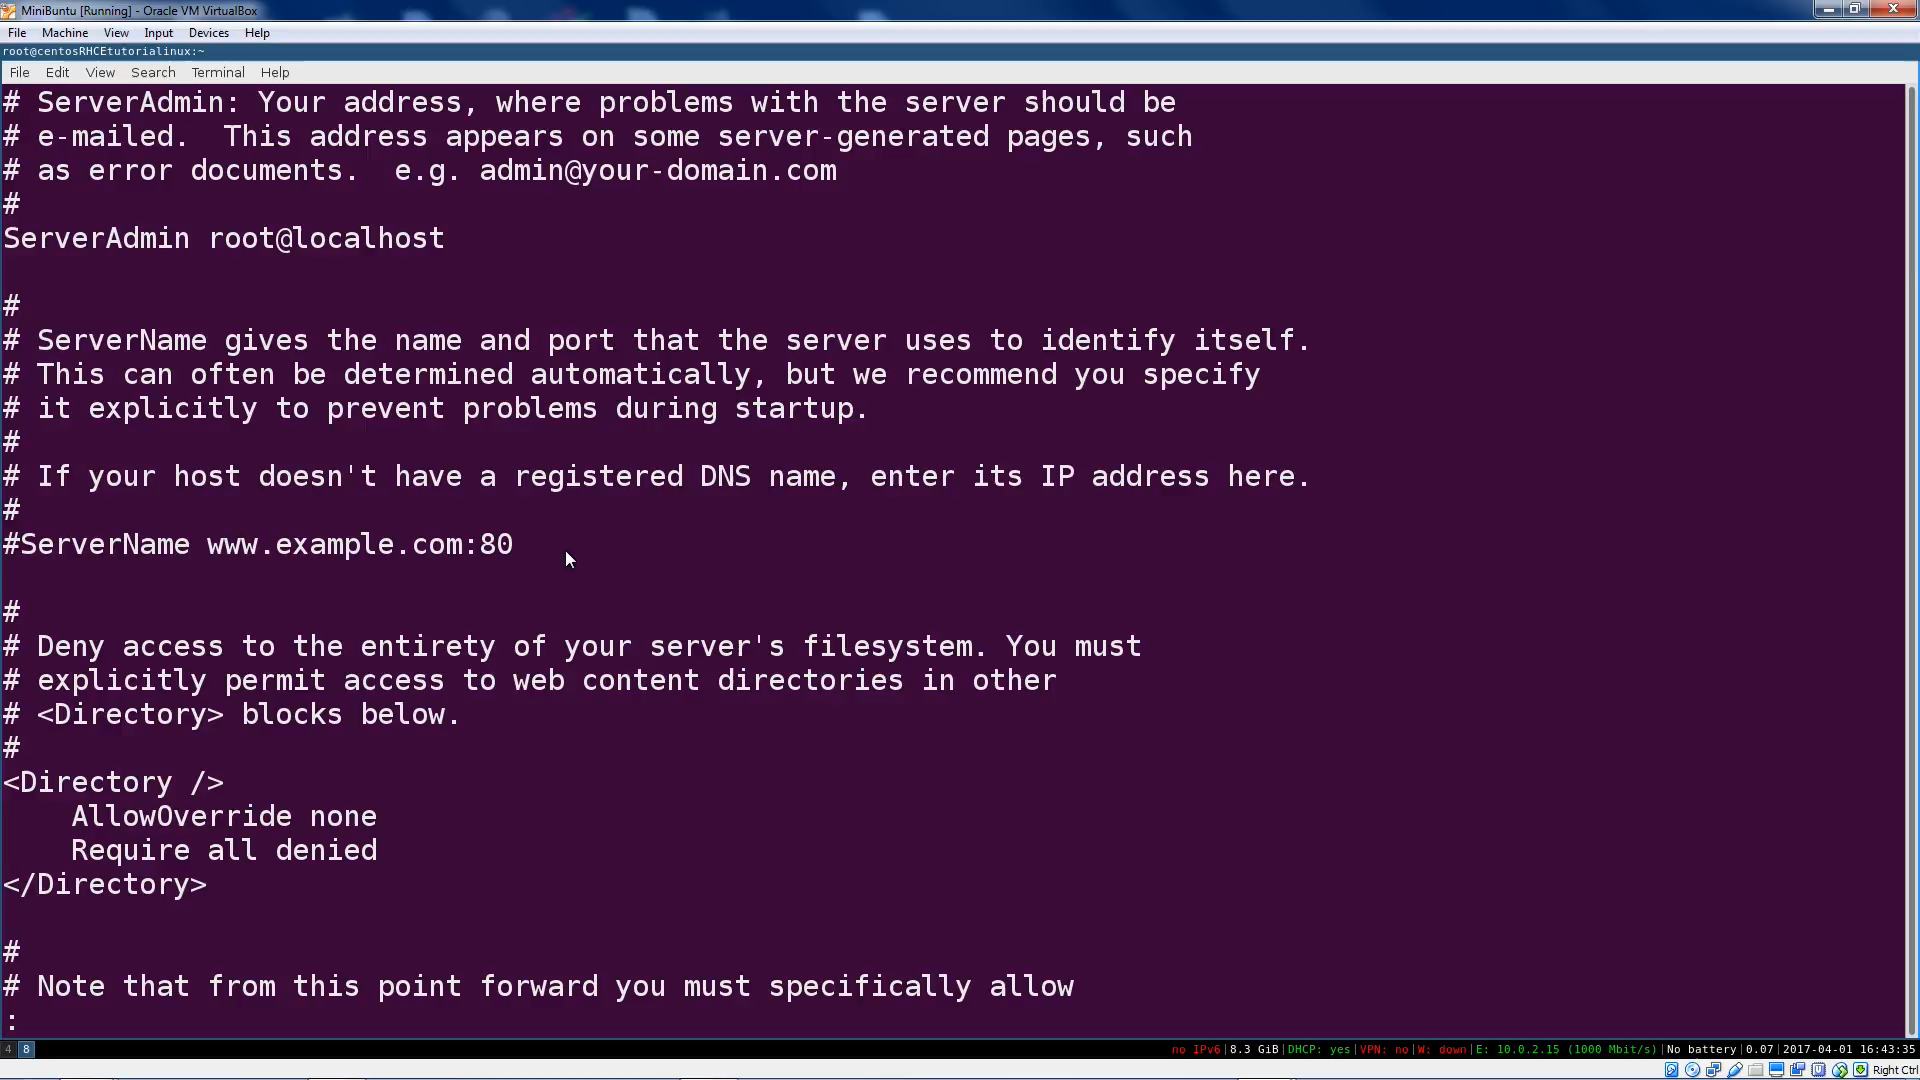 MiniBuntu [Running] - Oracle VM VirtualBox
File Machine View Input Devices Help
root@centosRHCEtutorialinux:~
File Edit View Search Terminal Help
# ServerAdmin: Your address, where problems with the server should be
# e-mailed.  This address appears on some server-generated pages, such
# as error documents.  e.g. admin@your-domain.com
#
ServerAdmin root@localhost
#
# ServerName gives the name and port that the server uses to identify itself.
# This can often be determined automatically, but we recommend you specify
# it explicitly to prevent problems during startup.
#
# If your host doesn't have a registered DNS name, enter its IP address here.
#
#ServerName www.example.com:80
#
# Deny access to the entirety of your server's filesystem. You must
# explicitly permit access to web content directories in other
# <Directory> blocks below.
#
<Directory />
    AllowOverride none
    Require all denied
</Directory>
#
# Note that from this point forward you must specifically allow
:
4 8 no IPv6|8.3 GiB|DHCP: yes|VPN: no|W: down|E: 10.0.2.15 (1000 Mbit/s)|No battery|0.07|2017-04-01 16:43:35
Right Ctrl